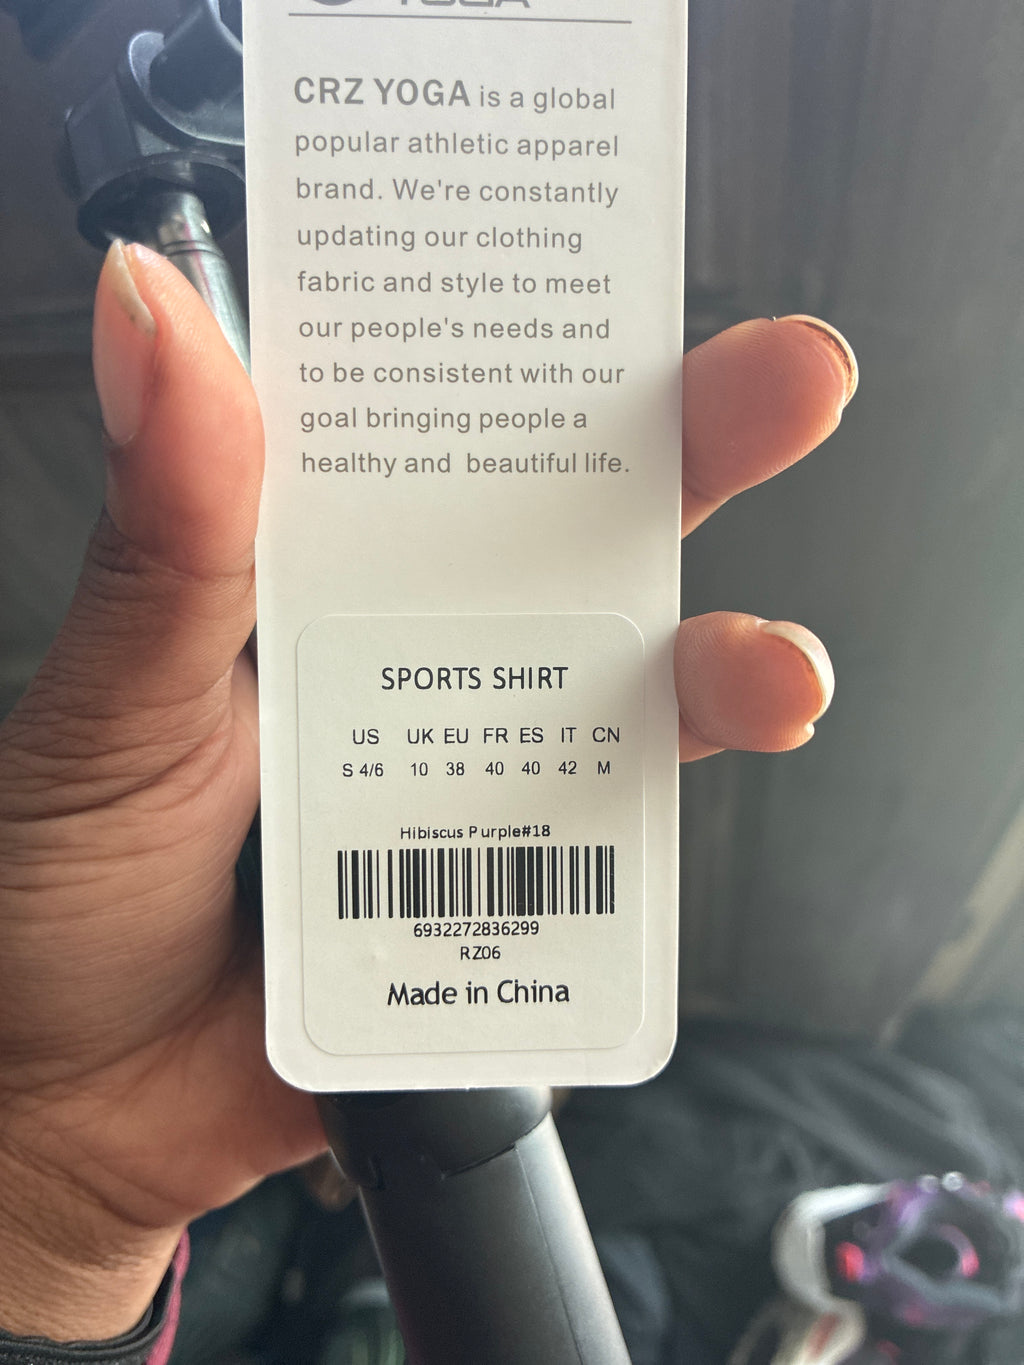 YOGA
CRZ YOGA is a global
popular athletic apparel
brand. We're constantly
updating our clothing
fabric and style to meet
our people's needs and
to be consistent with our
goal bringing people a
healthy and beautiful life.
SPORTS SHIRT
US UK EU FR ES IT CN
S 4/6 10 38 40 40 42 M
Hibiscus Purple#18
6932272836299
RZ06
Made in China